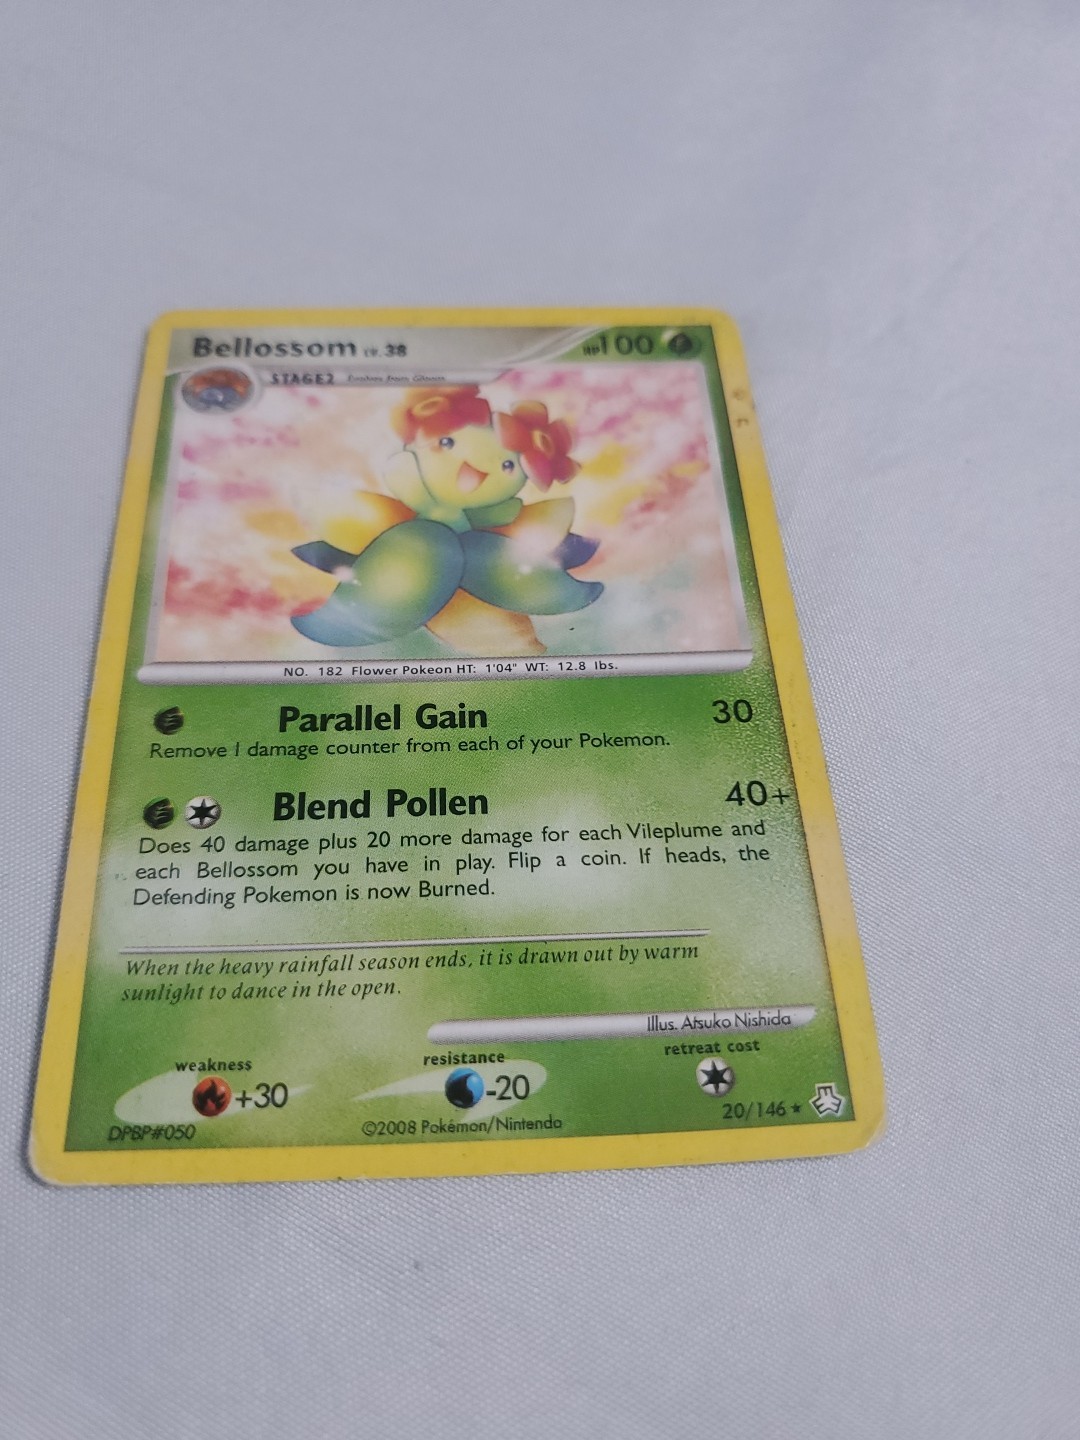 Bellossom LV.38 HP100
STAGE2 Evolves from Gloom
NO. 182 Flower Pokeon HT: 1'04" WT: 12.8 lbs.
Parallel Gain 30
Remove 1 damage counter from each of your Pokemon.
Blend Pollen 40+
Does 40 damage plus 20 more damage for each Vileplume and
each Bellossom you have in play. Flip a coin. If heads, the
Defending Pokemon is now Burned.
When the heavy rainfall season ends, it is drawn out by warm
sunlight to dance in the open.
Illus. Atsuko Nishida
weakness resistance retreat cost
+30 -20
20/146
DPBP#050 ©2008 Pokémon/Nintendo